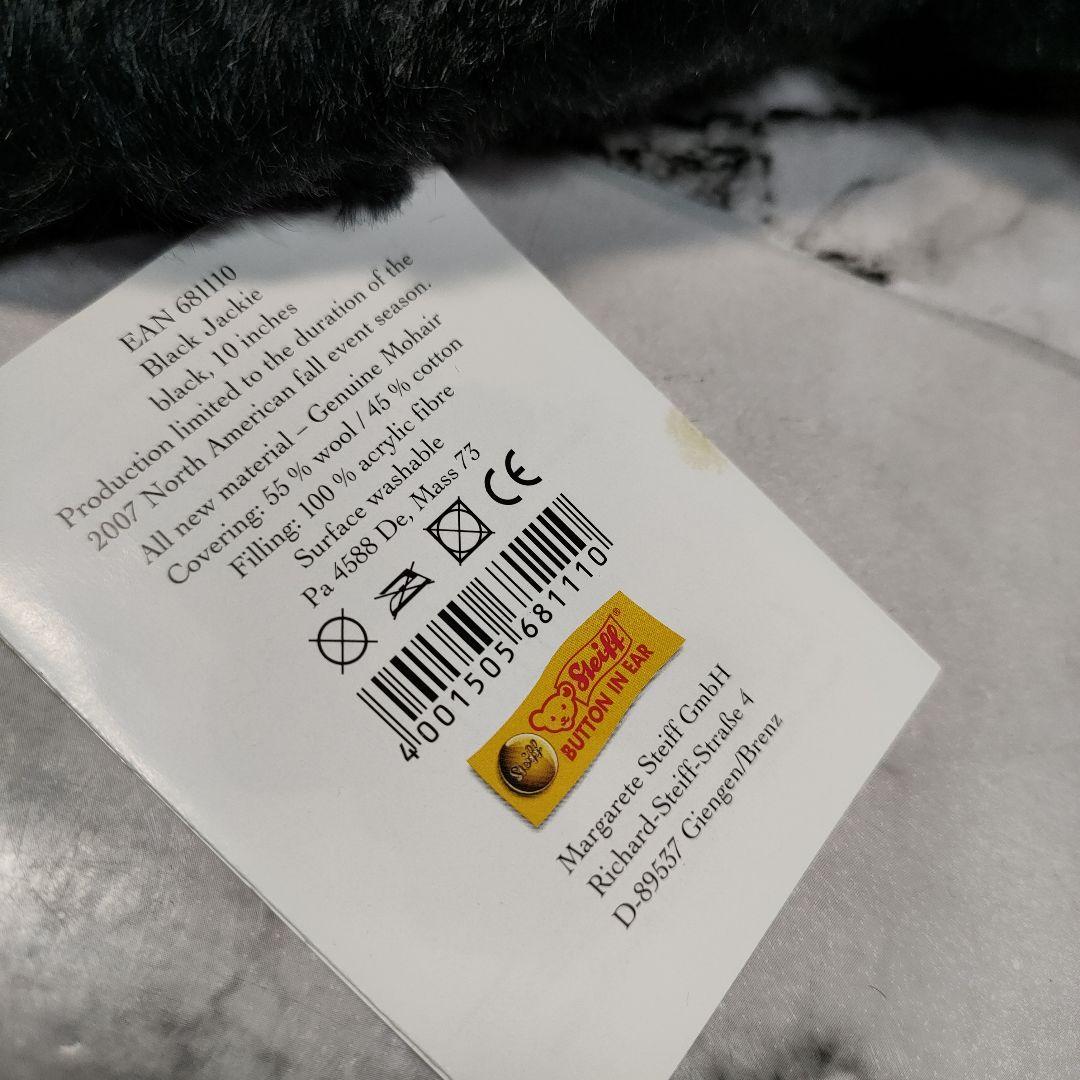 EAN 681110
Black Jackie
black, 10 inches
Production limited to the duration of the
2007 North American fall event season.
All new material – Genuine Mohair
Covering: 55 % wool / 45 % cotton
Filling: 100 % acrylic fibre
Surface washable
Pa 4588 De, Mass 73
CE
4 001505 681110
Steiff®
BUTTON IN EAR
Steiff
Margarete Steiff GmbH
Richard-Steiff-Straße 4
D-89537 Giengen/Brenz